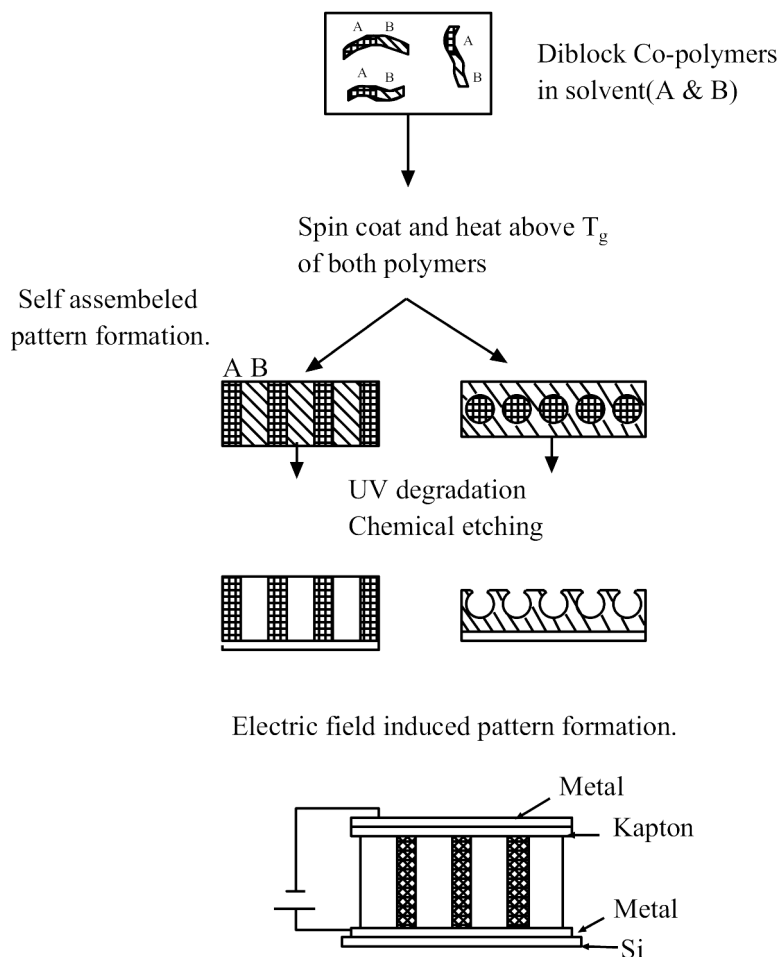 A B
A
B
A B
Diblock Co-polymers
in solvent(A & B)
Spin coat and heat above Tg
of both polymers
Self assembeled
pattern formation.
A B
UV degradation
Chemical etching
Electric field induced pattern formation.
Metal
Kapton
Metal
Si